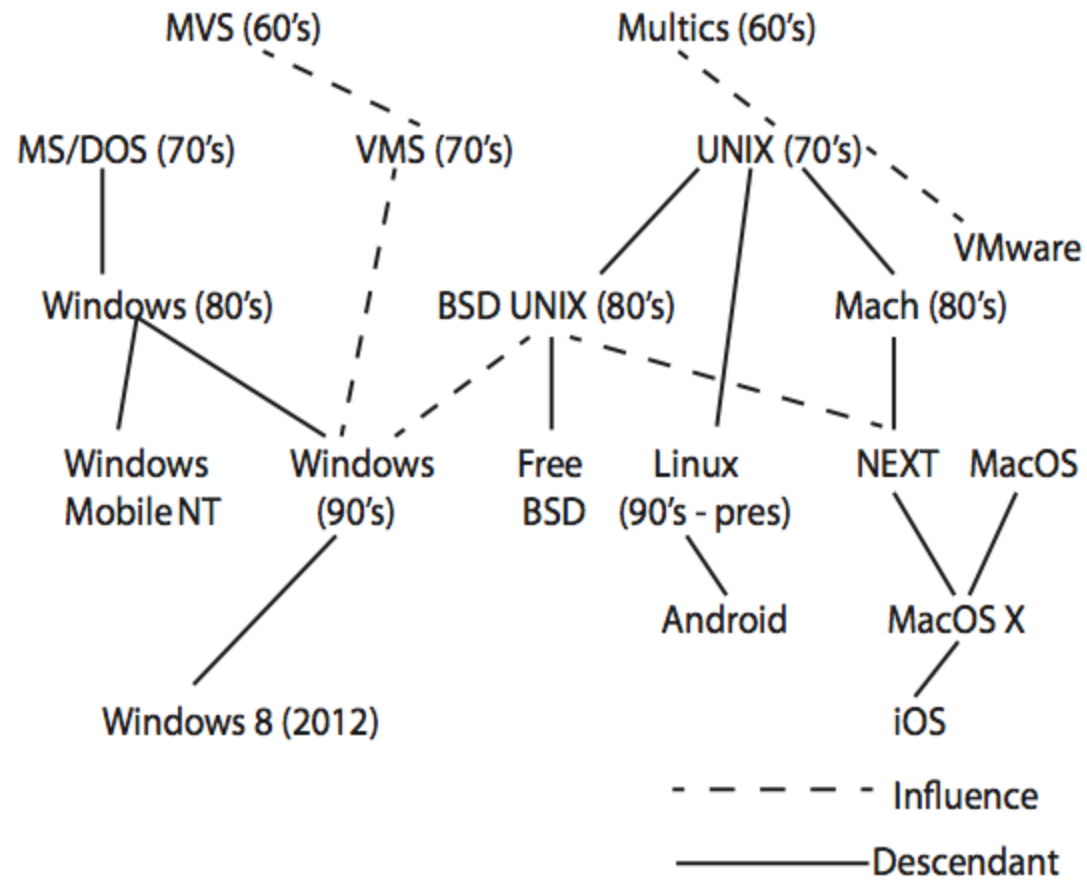 MVS (60's)
Multics (60's)
MS/DOS (70's)
VMS (70's)
UNIX (70's)
VMware
Windows (80's)
BSD UNIX (80's)
Mach (80's)
Windows
Mobile NT
Windows
(90's)
Free
BSD
Linux
(90's - pres)
NEXT
MacOS
Android
MacOS X
Windows 8 (2012)
iOS
Influence
Descendant